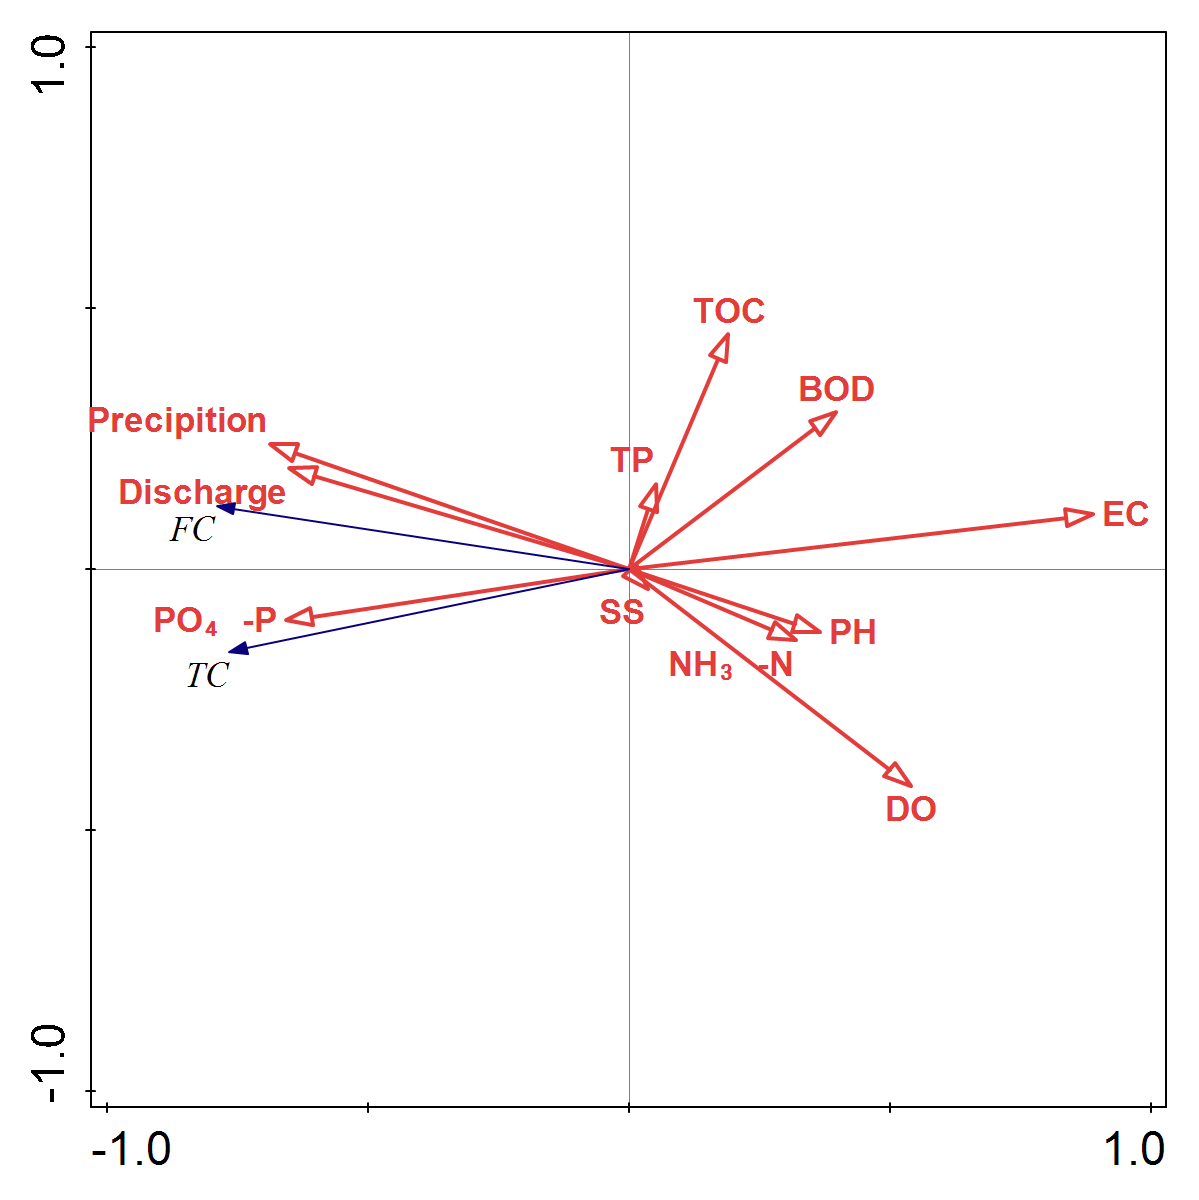 1.0
TOC
BOD
Precipition
TP
Discharge
EC
FC
SS
PO₄ -P
PH
NH₃ -N
TC
DO
-1.0
-1.0
1.0